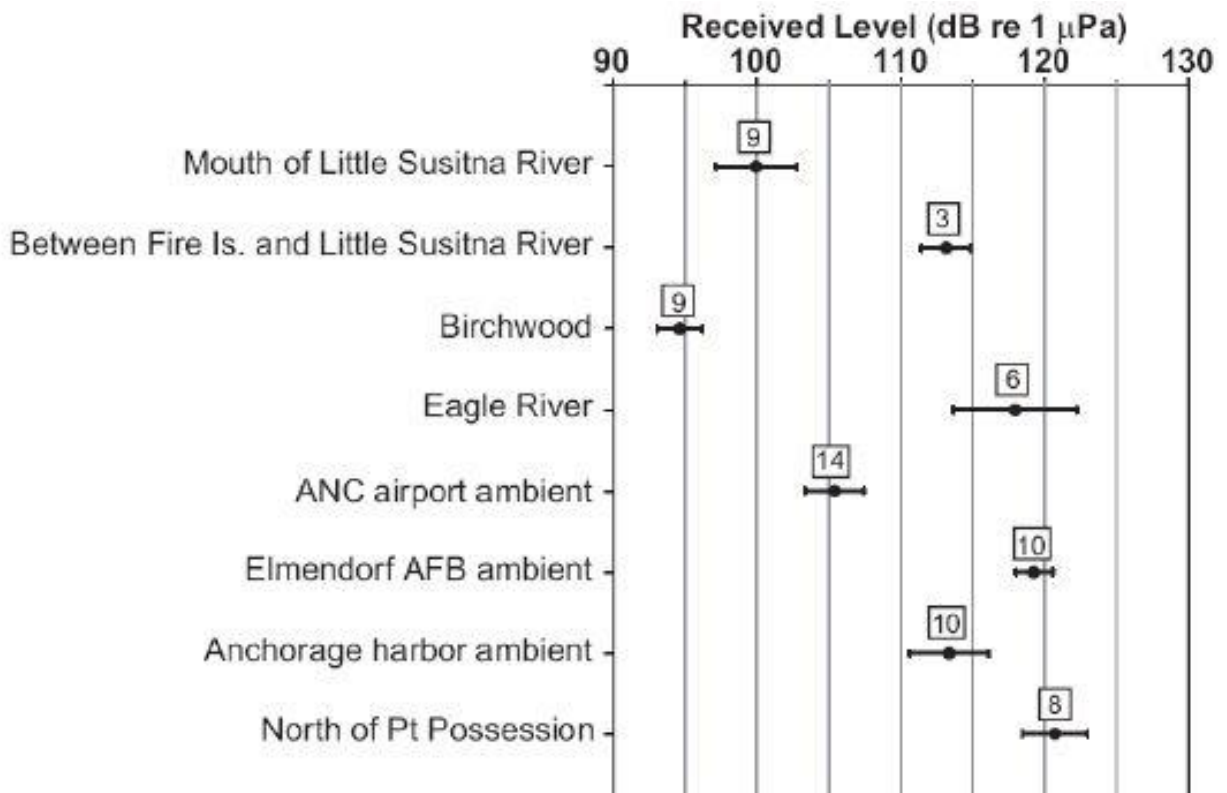 Received Level (dB re 1 μPa)
90 100 110 120 130
9
Mouth of Little Susitna River
3
Between Fire Is. and Little Susitna River
9
Birchwood
6
Eagle River
14
ANC airport ambient
10
Elmendorf AFB ambient
10
Anchorage harbor ambient
8
North of Pt Possession